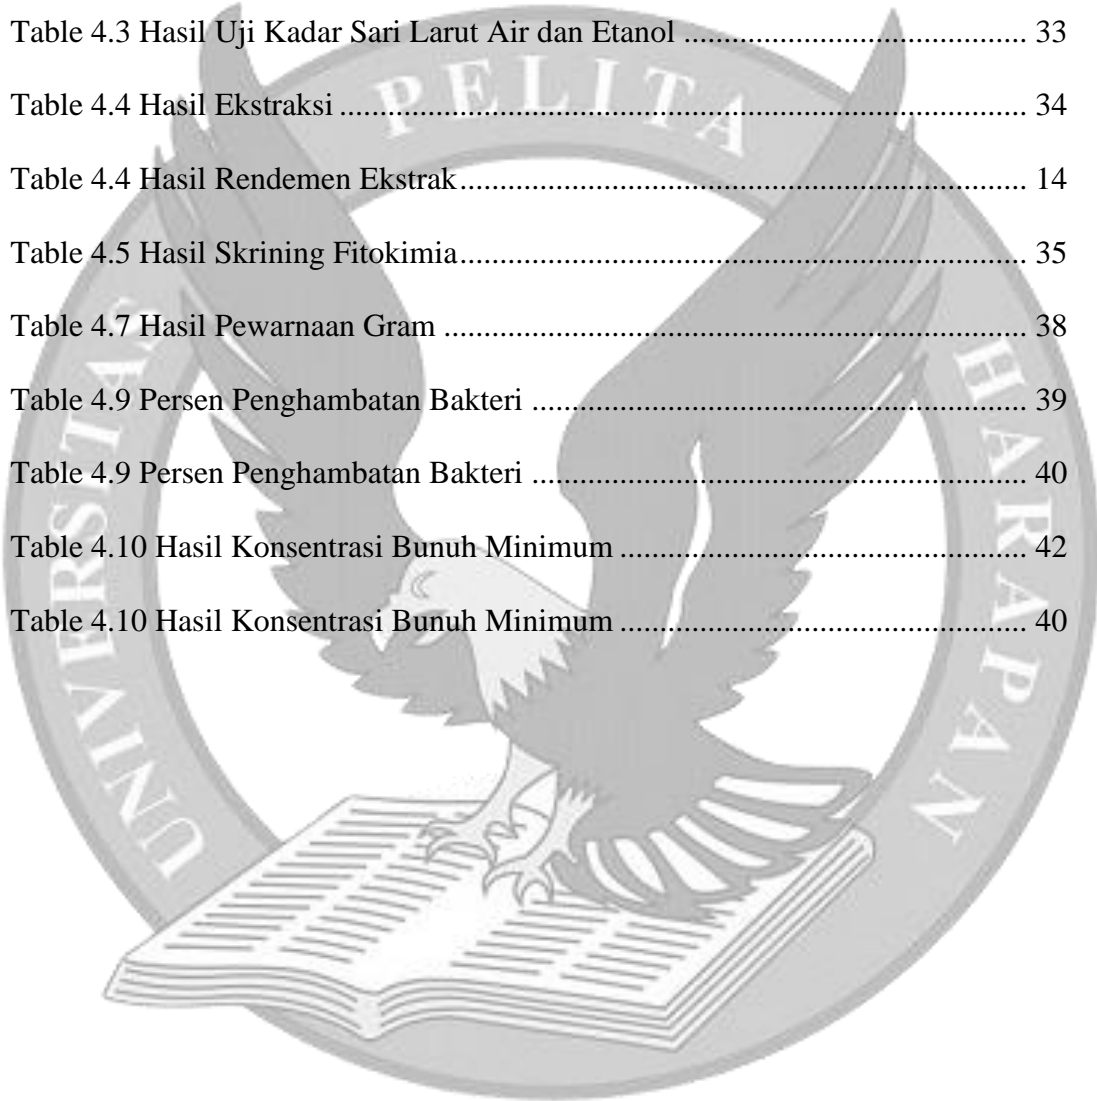 Table 4.3 Hasil Uji Kadar Sari Larut Air dan Etanol ........................................... 33
Table 4.4 Hasil Ekstraksi ...................................................................................... 34
Table 4.4 Hasil Rendemen Ekstrak....................................................................... 14
Table 4.5 Hasil Skrining Fitokimia....................................................................... 35
Table 4.7 Hasil Pewarnaan Gram ......................................................................... 38
Table 4.9 Persen Penghambatan Bakteri .............................................................. 39
Table 4.9 Persen Penghambatan Bakteri .............................................................. 40
Table 4.10 Hasil Konsentrasi Bunuh Minimum ................................................... 42
Table 4.10 Hasil Konsentrasi Bunuh Minimum ................................................... 40
UNIVERSITAS PELITA HARAPAN